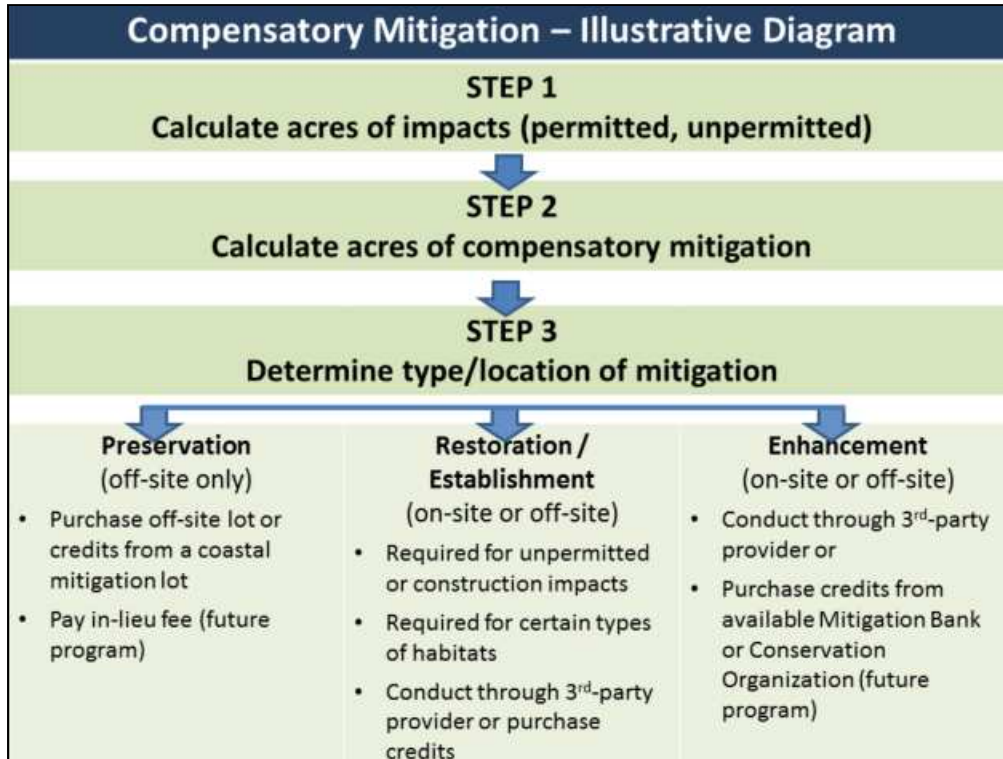 Compensatory Mitigation – Illustrative Diagram
STEP 1
Calculate acres of impacts (permitted, unpermitted)
STEP 2
Calculate acres of compensatory mitigation
STEP 3
Determine type/location of mitigation
Preservation
(off-site only)
• Purchase off-site lot or
credits from a coastal
mitigation lot
• Pay in-lieu fee (future
program)
Restoration /
Establishment
(on-site or off-site)
• Required for unpermitted
or construction impacts
• Required for certain types
of habitats
• Conduct through 3rd-party
provider or purchase
credits
Enhancement
(on-site or off-site)
• Conduct through 3rd-party
provider or
• Purchase credits from
available Mitigation Bank
or Conservation
Organization (future
program)